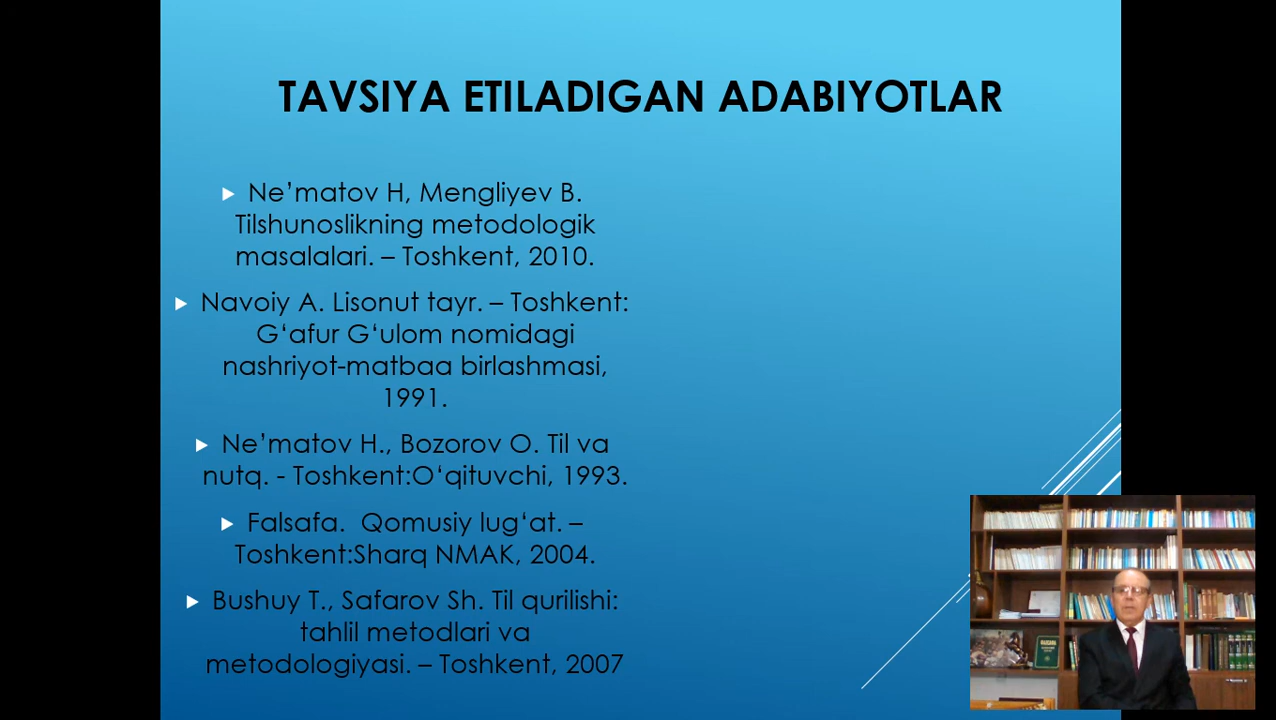 TAVSIYA ETILADIGAN ADABIYOTLAR
Ne’matov H, Mengliyev B.
Tilshunoslikning metodologik
masalalari. – Toshkent, 2010.
Navoiy A. Lisonut tayr. – Toshkent:
G‘afur G‘ulom nomidagi
nashriyot-matbaa birlashmasi,
1991.
Ne’matov H., Bozorov O. Til va
nutq. - Toshkent:O‘qituvchi, 1993.
Falsafa. Qomusiy lug‘at. –
Toshkent:Sharq NMAK, 2004.
Bushuy T., Safarov Sh. Til qurilishi:
tahlil metodlari va
metodologiyasi. – Toshkent, 2007